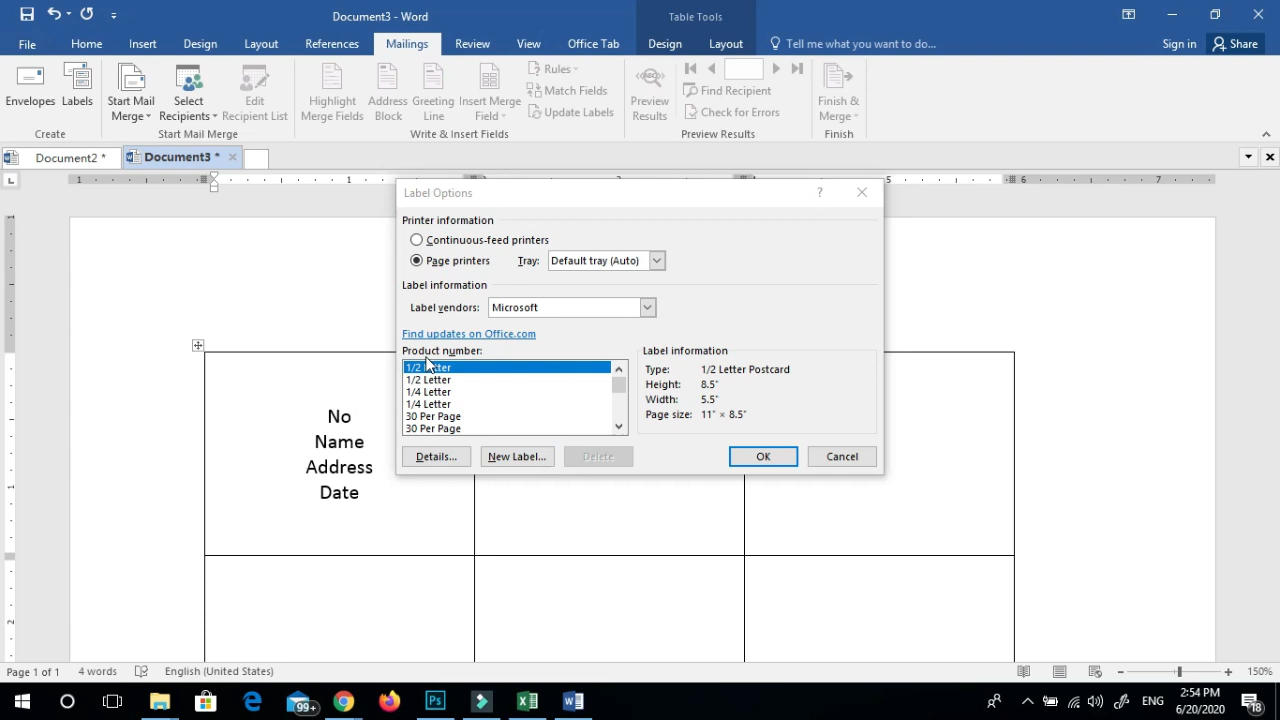 Document3 - Word
Table Tools
File
Home
Insert
Design
Layout
References
Mailings
Review
View
Office Tab
Design
Layout
Tell me what you want to do...
Sign in
Share
Envelopes
Labels
Create
Start Mail
Merge
Select
Recipients
Edit
Recipient List
Start Mail Merge
Highlight
Merge Fields
Address
Block
Greeting
Line
Insert Merge
Field
Rules
Match Fields
Update Labels
Write & Insert Fields
Preview
Results
Find Recipient
Check for Errors
Preview Results
Finish &
Merge
Finish
Document2 *
Document3 *
1 1 5 6 7
Label Options
?
Printer information
Continuous-feed printers
Page printers
Tray:
Default tray (Auto)
Label information
Label vendors:
Microsoft
Find updates on Office.com
Product number:
1/2 Letter
1/2 Letter
1/4 Letter
1/4 Letter
30 Per Page
30 Per Page
Label information
Type: 1/2 Letter Postcard
Height: 8.5"
Width: 5.5"
Page size: 11" × 8.5"
Details...
New Label...
Delete
OK
Cancel
No
Name
Address
Date
Page 1 of 1
4 words
English (United States)
150%
99+
ENG
2:54 PM
6/20/2020
18